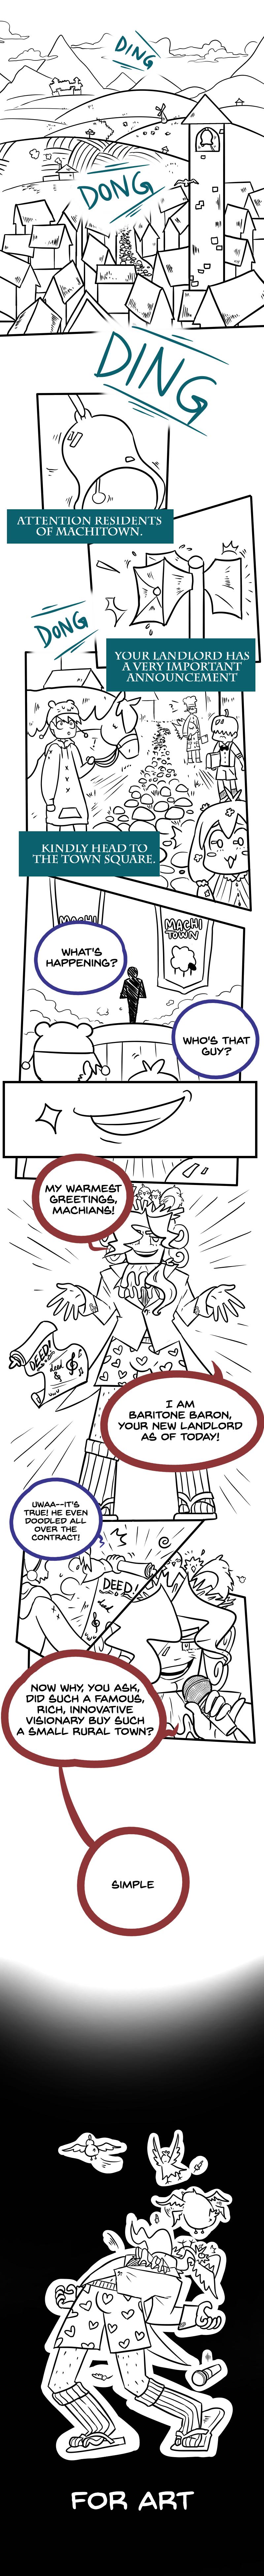 DING
DONG
DING
ATTENTION RESIDENTS
OF MACHITOWN.
DONG
YOUR LANDLORD HAS
A VERY IMPORTANT
ANNOUNCEMENT
KINDLY HEAD TO
THE TOWN SQUARE.
MACHI
MACHI
TOWN
WHAT'S
HAPPENING?
WHO'S THAT
GUY?
MY WARMEST
GREETINGS,
MACHIANS!
DEED!
deed
I AM
BARITONE BARON,
YOUR NEW LANDLORD
AS OF TODAY!
UWAA--IT'S
TRUE! HE EVEN
DOODLED ALL
OVER THE
CONTRACT!
DEED!
NOW WHY, YOU ASK,
DID SUCH A FAMOUS,
RICH, INNOVATIVE
VISIONARY BUY SUCH
A SMALL RURAL TOWN?
SIMPLE
FOR ART